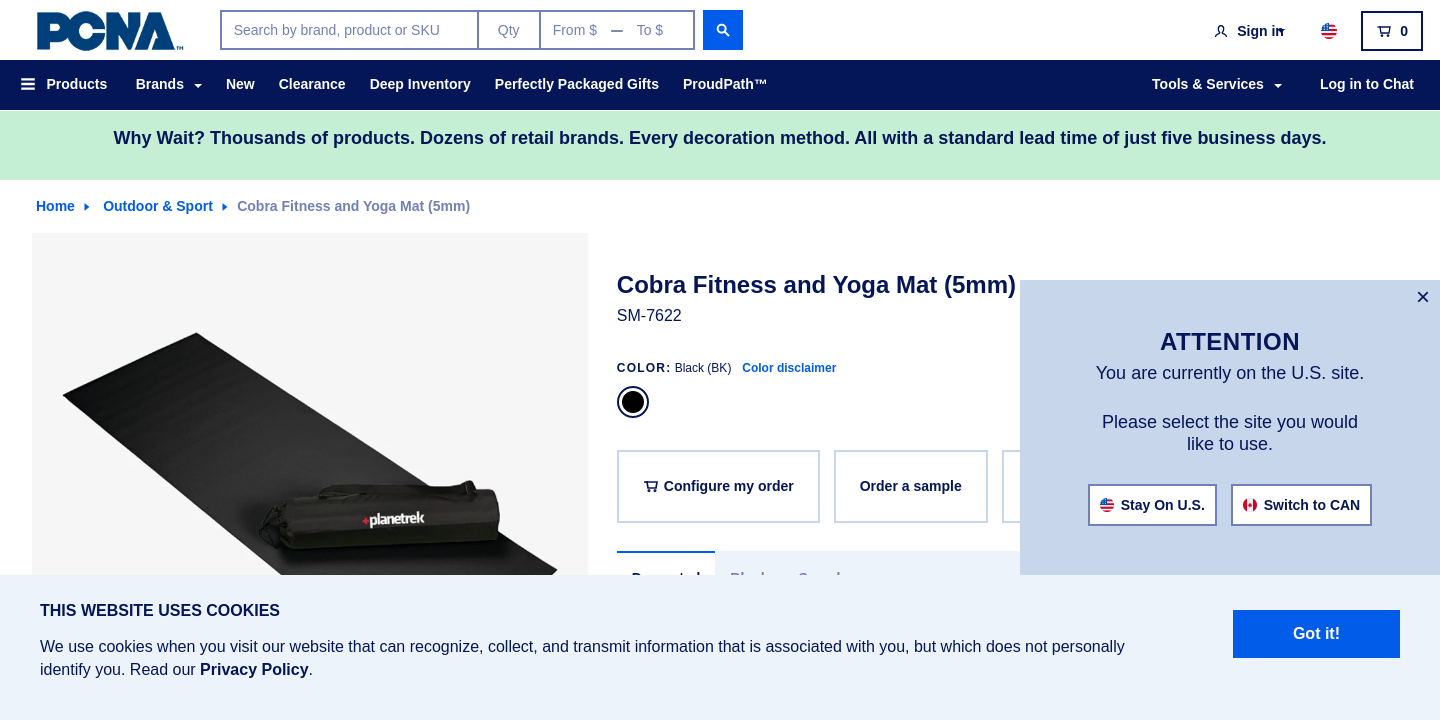 PCNA™
Search by brand, product or SKU
Qty
From $ — To $
Sign in
0
Products
Brands
New
Clearance
Deep Inventory
Perfectly Packaged Gifts
ProudPath™
Tools & Services
Log in to Chat
Why Wait? Thousands of products. Dozens of retail brands. Every decoration method. All with a standard lead time of just five business days.
Home
Outdoor & Sport
Cobra Fitness and Yoga Mat (5mm)
planetrek
Cobra Fitness and Yoga Mat (5mm)
SM-7622
COLOR: Black (BK) Color disclaimer
Configure my order
Order a sample
×
ATTENTION
You are currently on the U.S. site.
Please select the site you would
like to use.
Stay On U.S.
Switch to CAN
THIS WEBSITE USES COOKIES
We use cookies when you visit our website that can recognize, collect, and transmit information that is associated with you, but which does not personally
identify you. Read our Privacy Policy.
Got it!